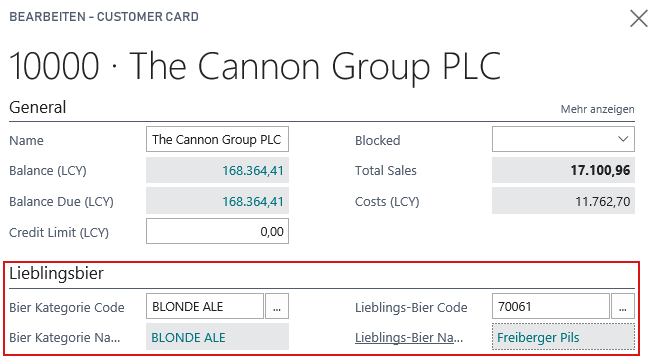 BEARBEITEN - CUSTOMER CARD
10000 · The Cannon Group PLC
General Mehr anzeigen
Name The Cannon Group PLC Blocked
Balance (LCY) 168.364,41 Total Sales 17.100,96
Balance Due (LCY) 168.364,41 Costs (LCY) 11.762,70
Credit Limit (LCY) 0,00
Lieblingsbier
Bier Kategorie Code BLONDE ALE ... Lieblings-Bier Code 70061 ...
Bier Kategorie Na... BLONDE ALE Lieblings-Bier Na... Freiberger Pils